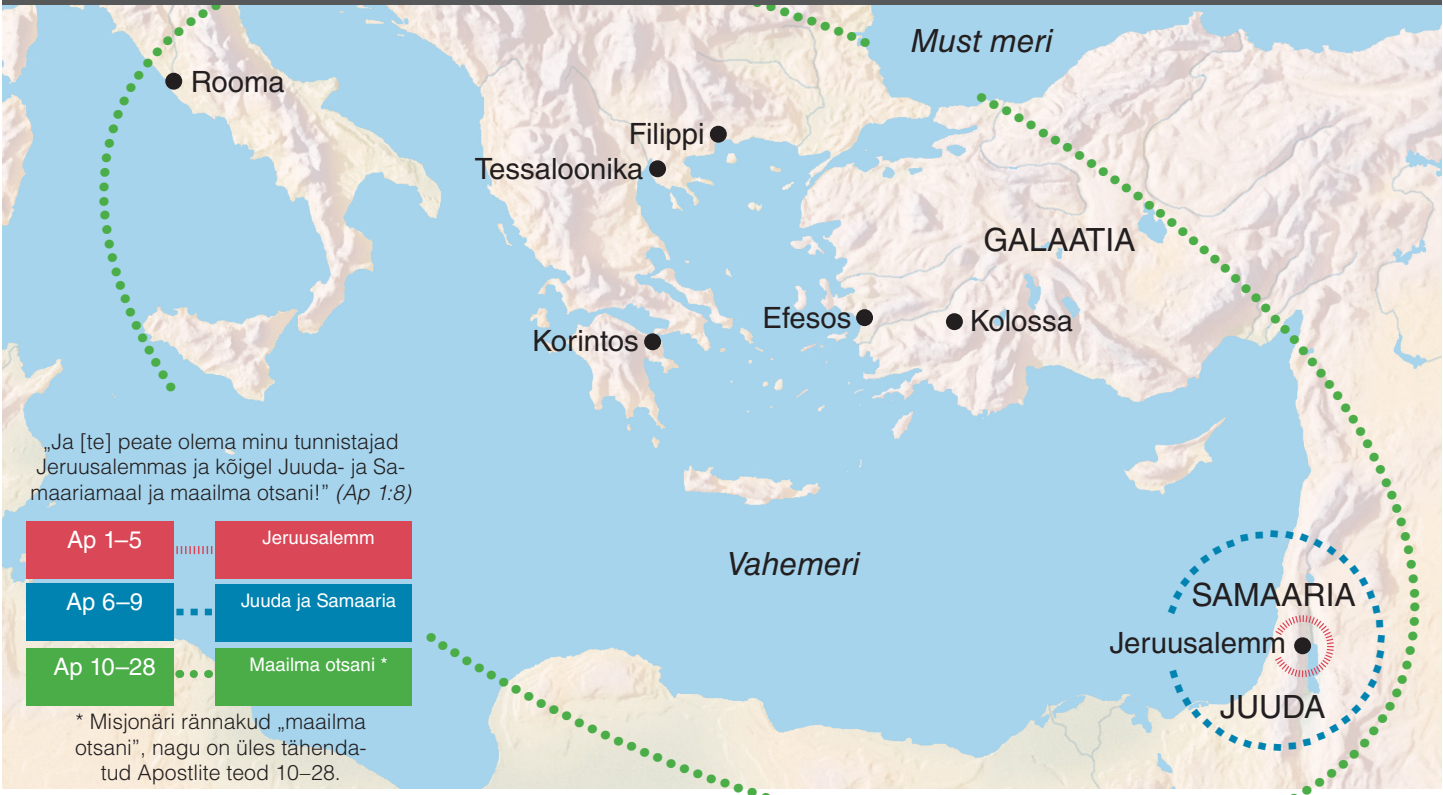 Must meri
Rooma
Filippi
Tessaloonika
GALAATIA
Efesos
Kolossa
Korintos
„Ja [te] peate olema minu tunnistajad
Jeruusalemmas ja kõigel Juuda- ja Sa-
maariamaal ja maailma otsani!” (Ap 1:8)
Ap 1–5 Jeruusalemm
Ap 6–9 Juuda ja Samaaria
Ap 10–28 Maailma otsani *
* Misjonäri rännakud „maailma
otsani”, nagu on üles tähenda-
tud Apostlite teod 10–28.
Vahemeri
SAMAARIA
Jeruusalemm
JUUDA